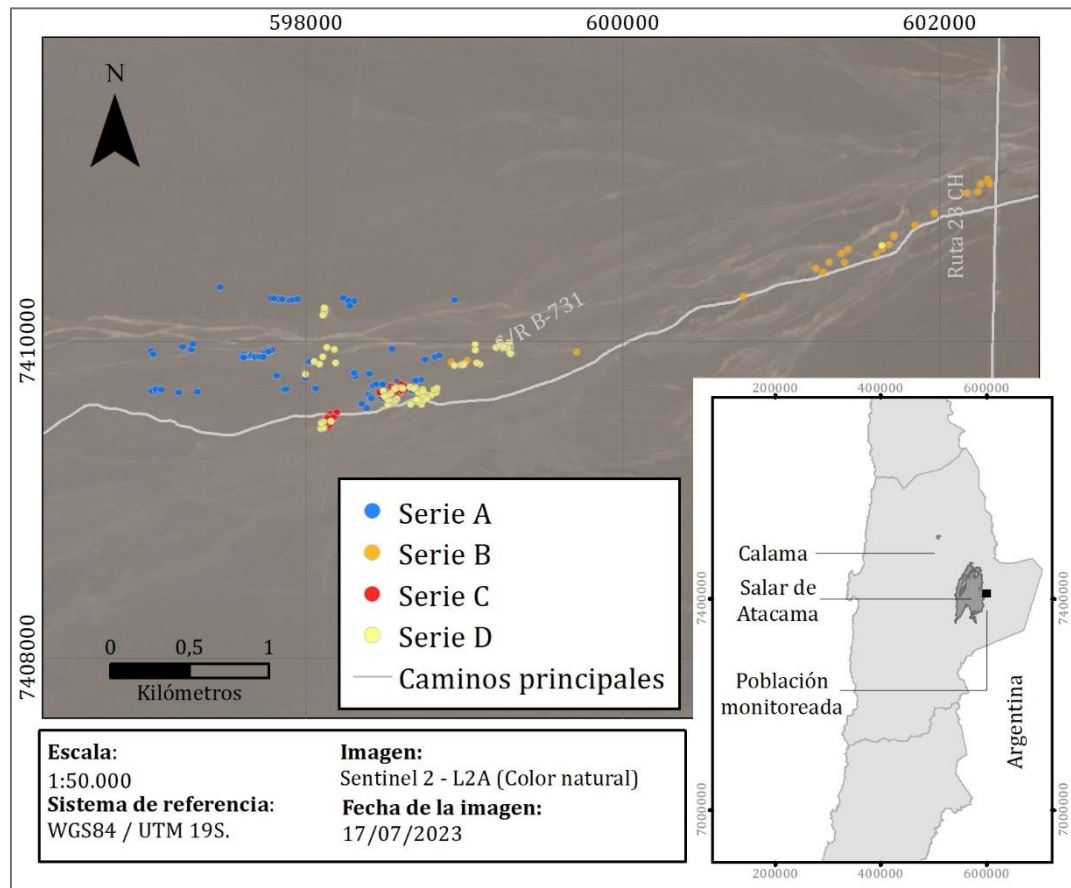 598000
600000
602000
N
Ruta 23 CH
S/R B-731
7410000
7408000
Serie A
Serie B
Serie C
Serie D
Caminos principales
0 0,5 1
Kilómetros
Escala:
1:50.000
Sistema de referencia:
WGS84 / UTM 19S.
Imagen:
Sentinel 2 - L2A (Color natural)
Fecha de la imagen:
17/07/2023
200000 400000 600000
Calama
Salar de
Atacama
Población
monitoreada
Argentina
7400000
7400000
7000000
7000000
200000 400000 600000